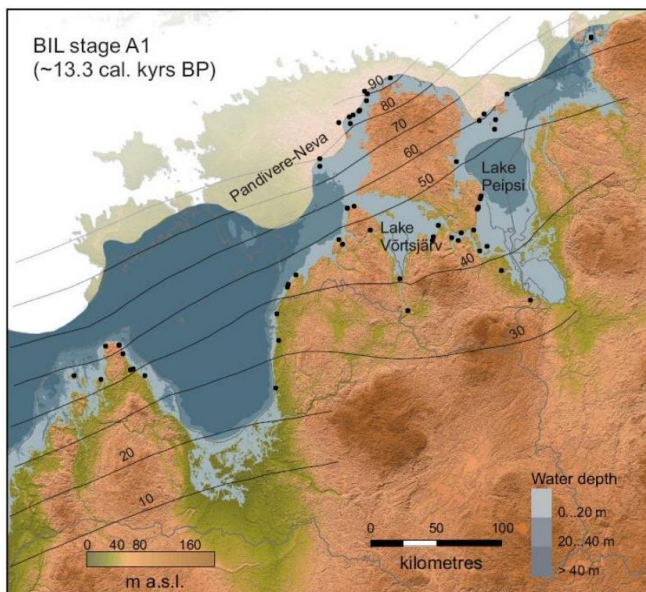 BIL stage A1
(~13.3 cal. kyrs BP)
90
80
70
60
50
Pandivere-Neva
Lake
Peipsi
Lake
Võrtsjärv
40
30
20
10
Water depth
0...20 m
20...40 m
> 40 m
0 40 80 160
m a.s.l.
0 50 100
kilometres